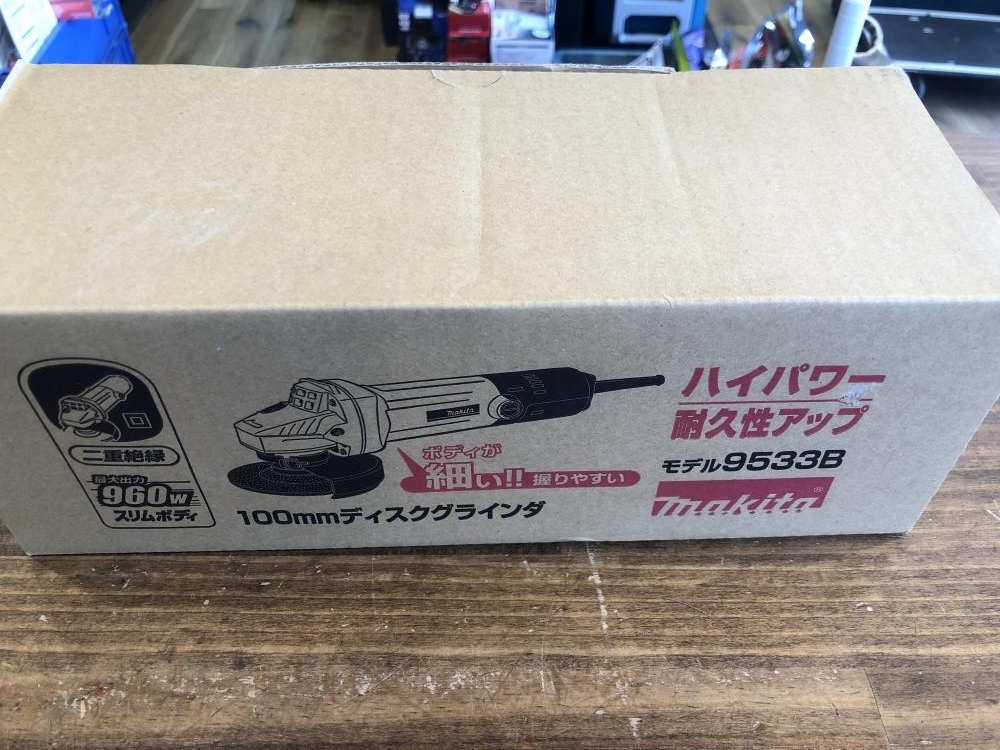 二重絶縁
最大出力
960W
スリムボディ
makita
ボディが
細い!! 握りやすい
100mmディスクグラインダ
ハイパワー
耐久性アップ
モデル9533B
makita®